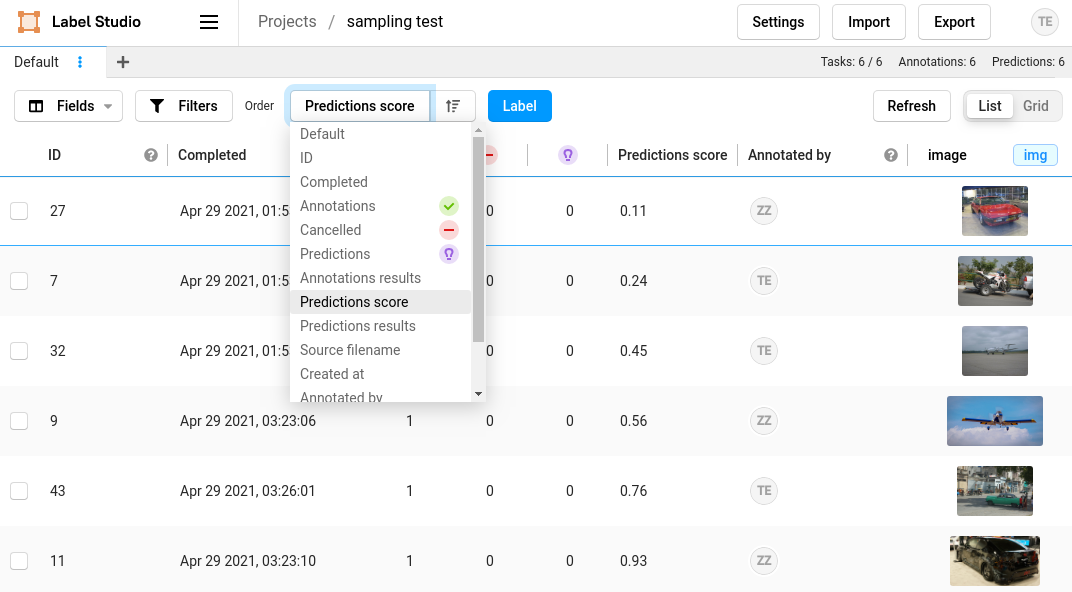 Label Studio Projects / sampling test Settings Import Export TE
Default Tasks: 6 / 6 Annotations: 6 Predictions: 6
Fields Filters Order Predictions score Label Refresh List Grid
Default
ID
Completed
Annotations
Cancelled
Predictions
Annotations results
Predictions score
Predictions results
Source filename
Created at
Annotated by
ID Completed Predictions score Annotated by image img
27 Apr 29 2021, 01:5 0 0 0.11 ZZ
7 Apr 29 2021, 01:5 0 0 0.24 TE
32 Apr 29 2021, 01:5 0 0 0.45 TE
9 Apr 29 2021, 03:23:06 1 0 0 0.56 ZZ
43 Apr 29 2021, 03:26:01 1 0 0 0.76 TE
11 Apr 29 2021, 03:23:10 1 0 0 0.93 ZZ